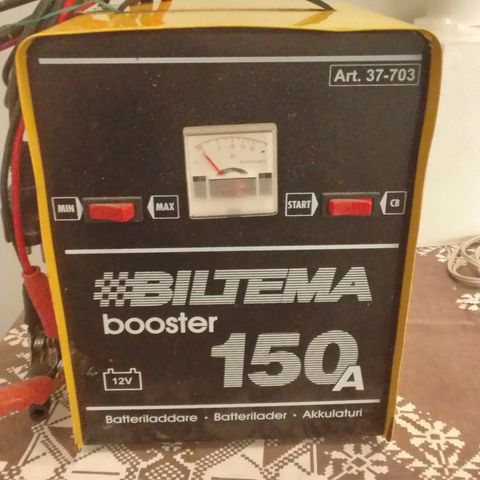 Art. 37-703
A
MIN MAX START CB
BILTEMA
booster
150A
12V
Batteriladdare · Batterilader · Akkulaturi